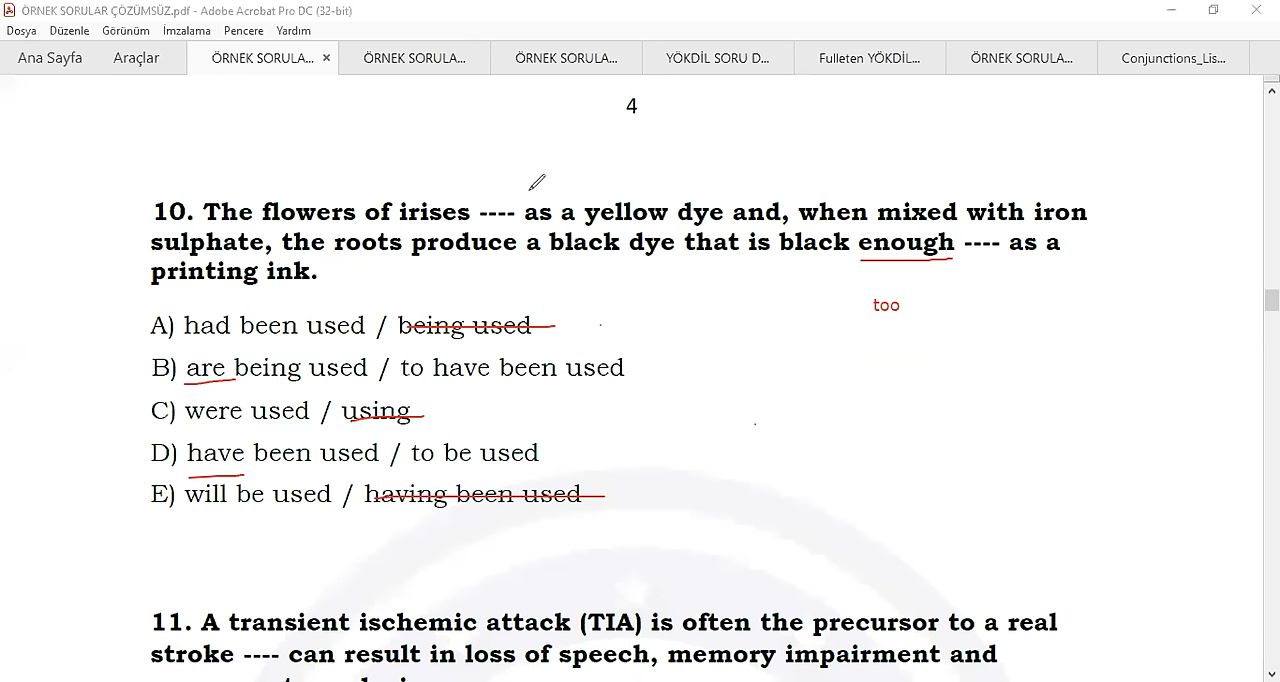 ÖRNEK SORULAR ÇÖZÜMSÜZ.pdf - Adobe Acrobat Pro DC (32-bit)
Dosya Düzenle Görünüm İmzalama Pencere Yardım
Ana Sayfa Araçlar ÖRNEK SORULA... × ÖRNEK SORULA... ÖRNEK SORULA... YÖKDİL SORU D... Fulleten YÖKDİL... ÖRNEK SORULA... Conjunctions_Lis...
4
10. The flowers of irises ---- as a yellow dye and, when mixed with iron
sulphate, the roots produce a black dye that is black enough ---- as a
printing ink.
too
A) had been used / being used
B) are being used / to have been used
C) were used / using
D) have been used / to be used
E) will be used / having been used
11. A transient ischemic attack (TIA) is often the precursor to a real
stroke ---- can result in loss of speech, memory impairment and